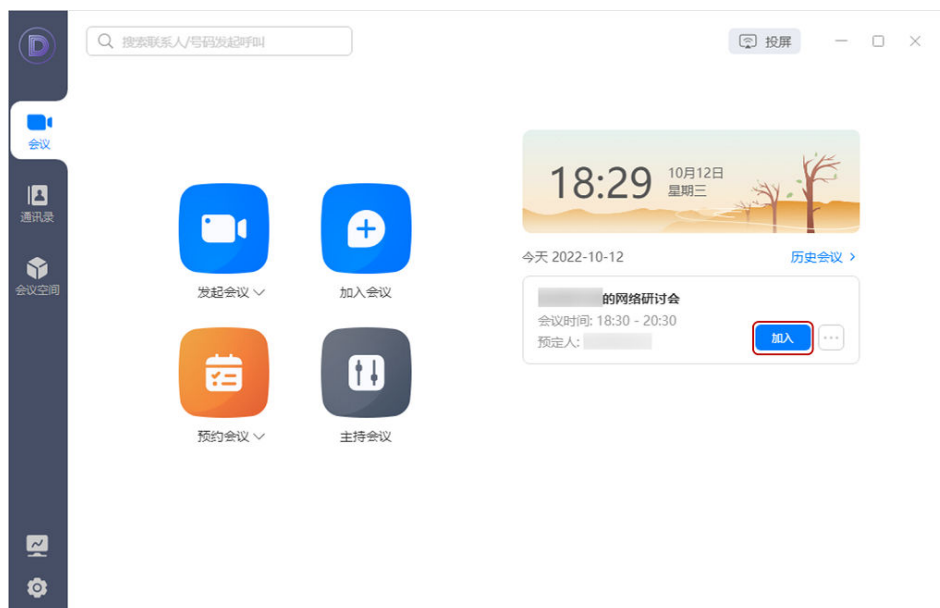 搜索联系人/号码发起呼叫
投屏
会议
通讯录
会议空间
发起会议
加入会议
预约会议
主持会议
18:29
10月12日
星期三
今天 2022-10-12
历史会议
的网络研讨会
会议时间: 18:30 - 20:30
预定人:
加入